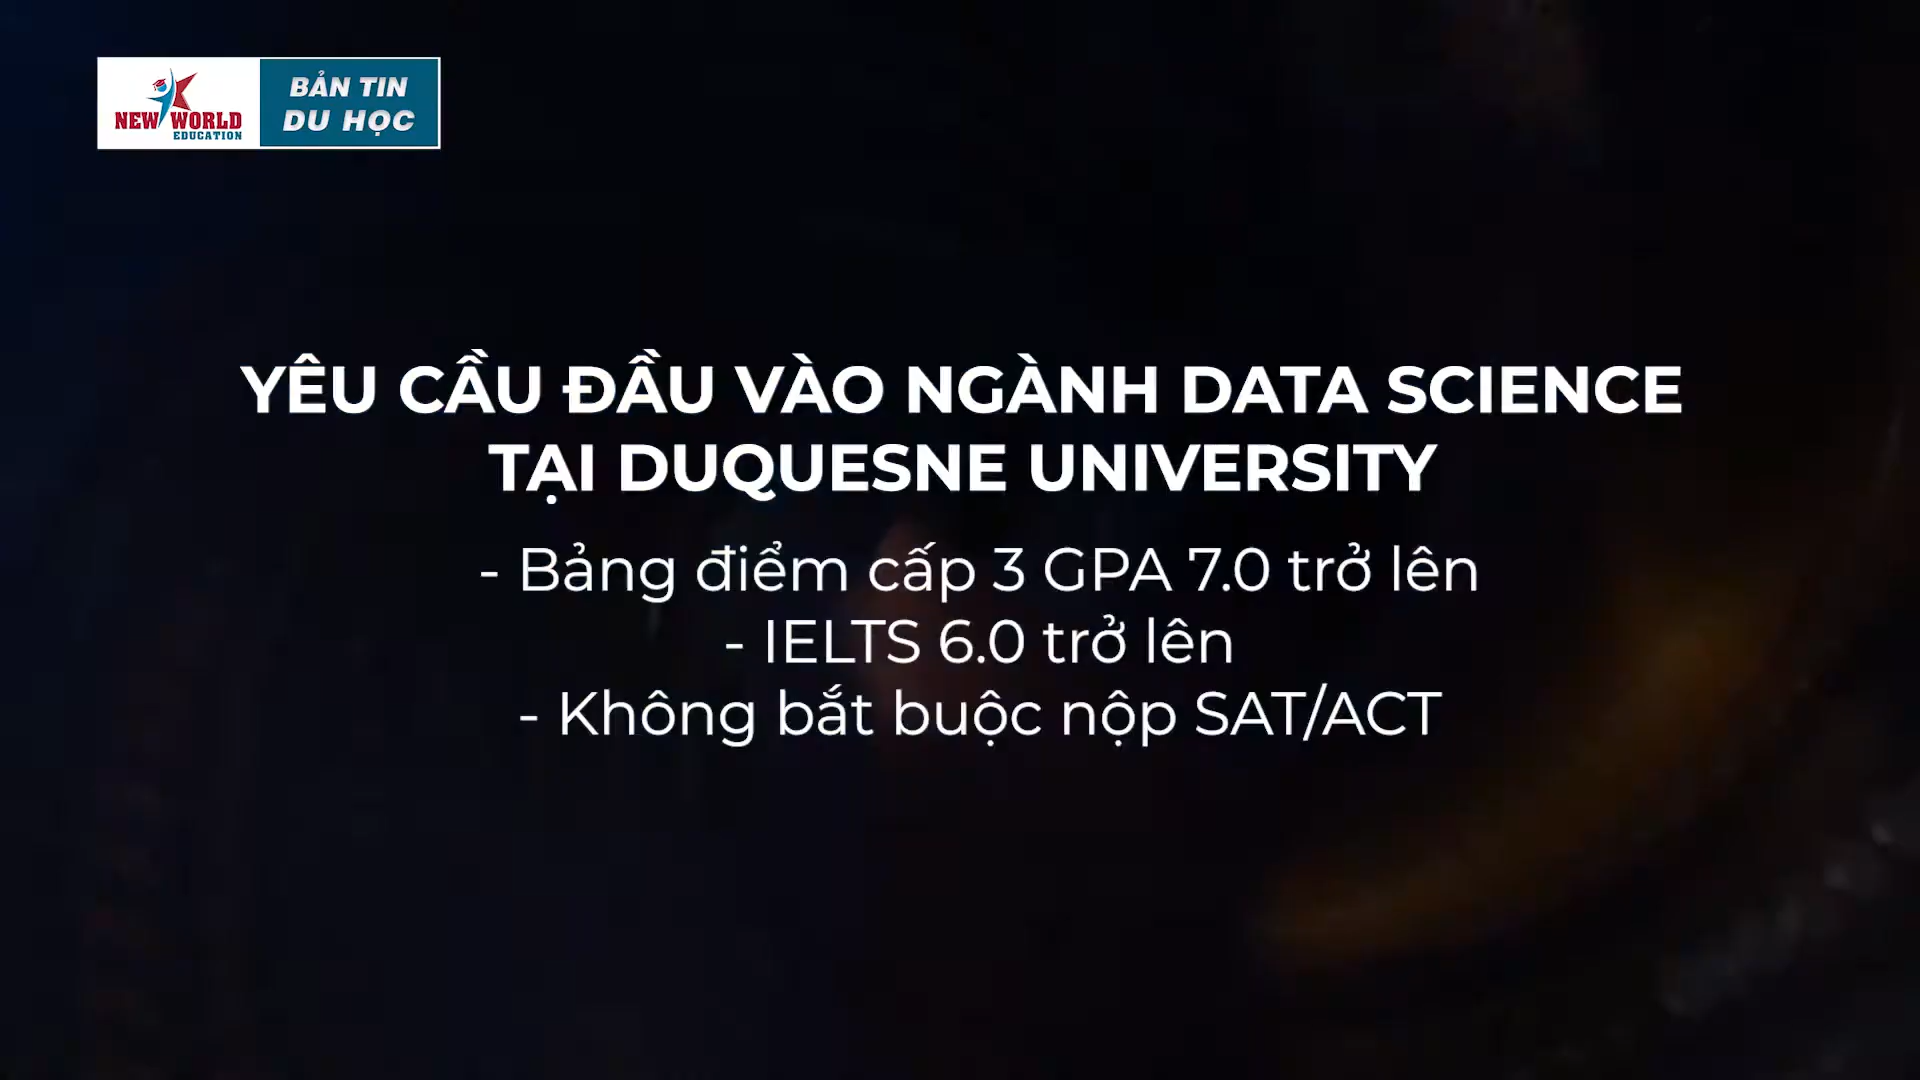 NEW WORLD
EDUCATION
BẢN TIN
DU HỌC
YÊU CẦU ĐẦU VÀO NGÀNH DATA SCIENCE
TẠI DUQUESNE UNIVERSITY
- Bảng điểm cấp 3 GPA 7.0 trở lên
- IELTS 6.0 trở lên
- Không bắt buộc nộp SAT/ACT